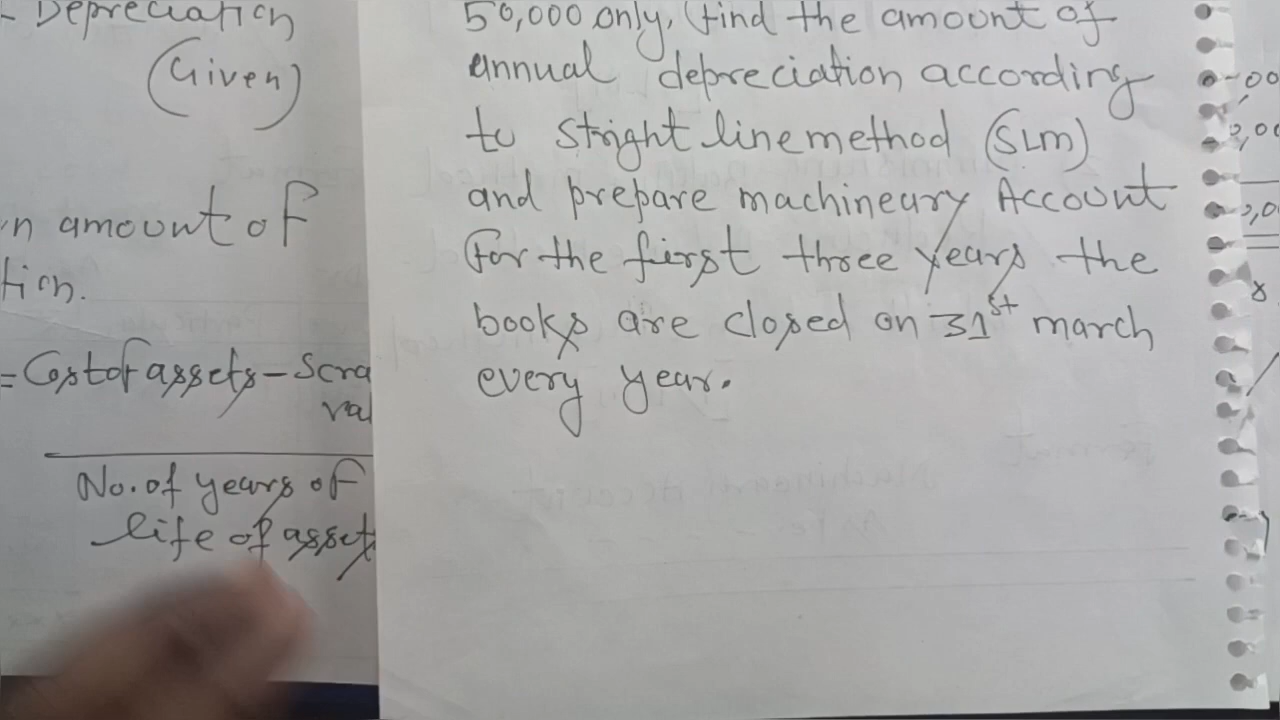 - Depreciation
(Given)
amount of
= Cost of assets - Scra
No. of years of
life of asset
50,000 only, find the amount of
annual depreciation according
to stright line method (SLM)
and prepare machineary Account
for the first three years the
books are closed on 31st march
every year.